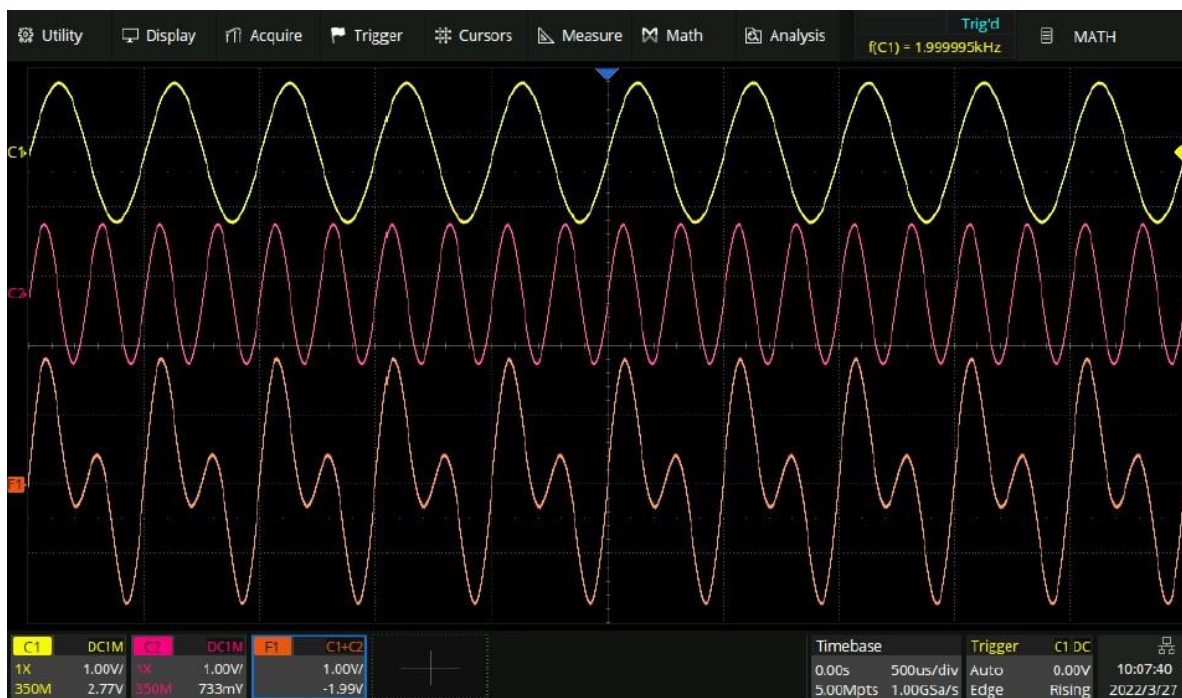 Utility Display Acquire Trigger Cursors Measure Math Analysis Trig'd MATH
f(C1) = 1.999995kHz
C1
C2
F1
C1 DC1M C2 DC1M F1 C1+C2 Timebase Trigger C1 DC
1X 1.00V/ 1X 1.00V/ 1.00V/ 0.00s 500us/div Auto 0.00V 10:07:40
350M 2.77V 350M 733mV -1.99V 5.00Mpts 1.00GSa/s Edge Rising 2022/3/27